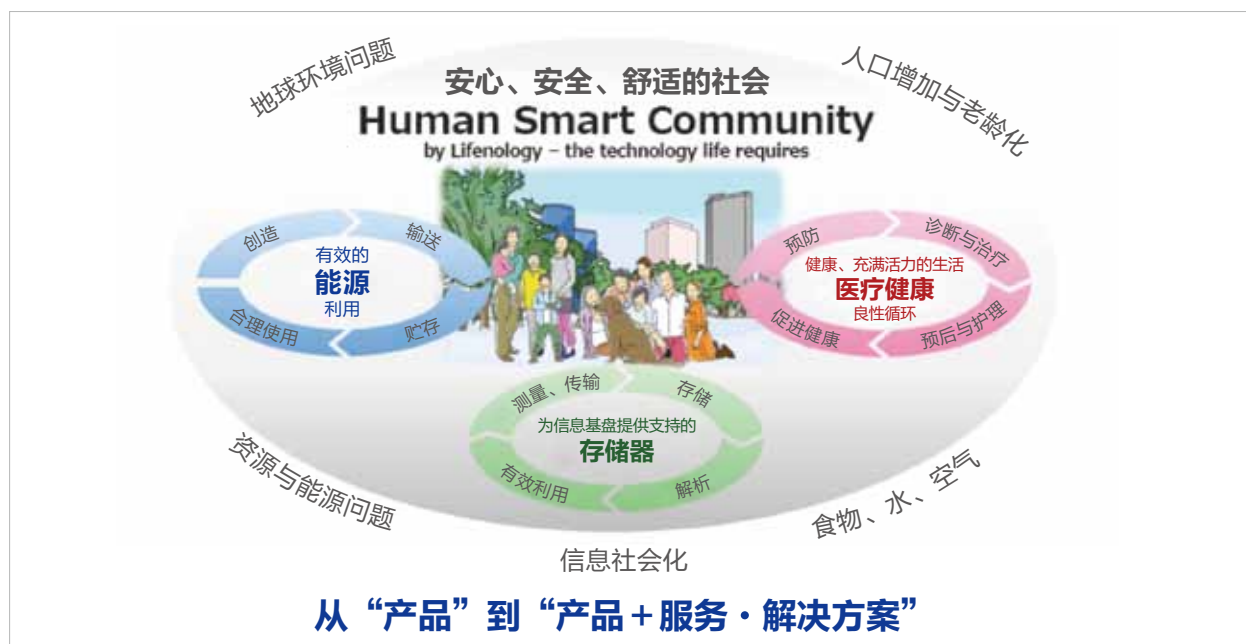 地球环境问题
人口增加与老龄化
安心、安全、舒适的社会
Human Smart Community
by Lifenology – the technology life requires
创造
输送
有效的
能源
利用
合理使用
贮存
预防
诊断与治疗
健康、充满活力的生活
医疗健康
良性循环
促进健康
预后与护理
测量、传输
存储
为信息基盘提供支持的
存储器
有效利用
解析
资源与能源问题
食物、水、空气
信息社会化
从“产品”到“产品+服务·解决方案”